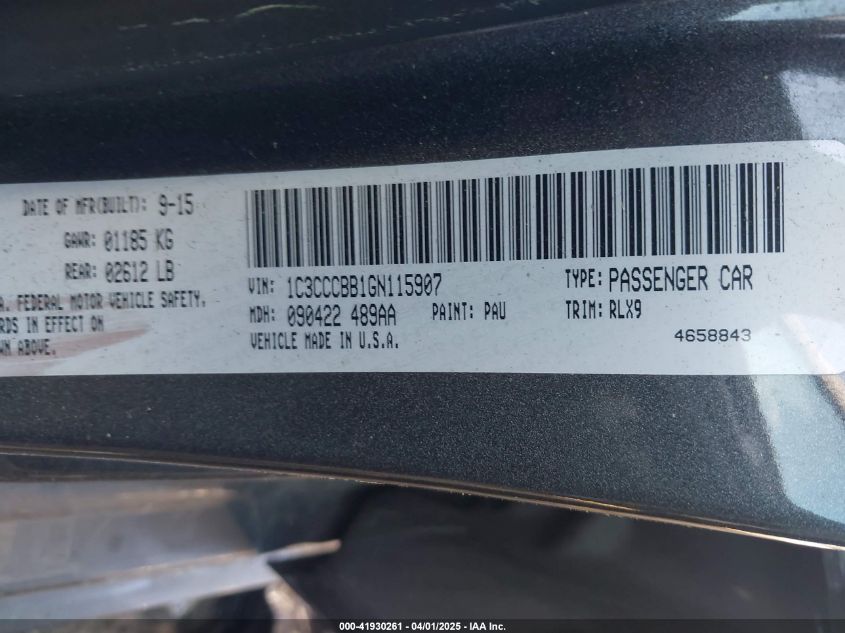 DATE OF MFR(BUILT): 9-15
GAWR: 01185 KG
REAR: 02612 LB
A. FEDERAL MOTOR VEHICLE SAFETY.
RDS IN EFFECT ON
WN ABOVE.
VIN: 1C3CCCBB1GN115907
TYPE: PASSENGER CAR
MDH: 090422 489AA
PAINT: PAU
TRIM: RLX9
VEHICLE MADE IN U.S.A.
4658843
000-41930261 - 04/01/2025 - IAA Inc.